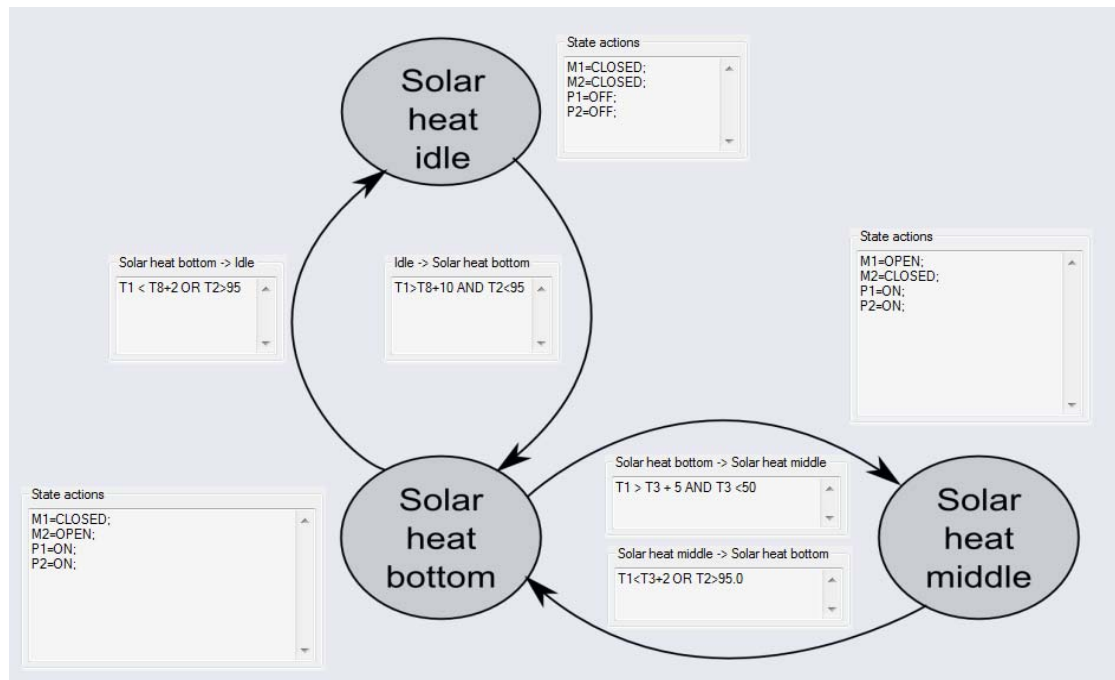 Solar
heat
idle
State actions
M1=CLOSED;
M2=CLOSED;
P1=OFF;
P2=OFF;
Solar heat bottom -> Idle
T1 < T8+2 OR T2>95
Idle -> Solar heat bottom
T1>T8+10 AND T2<95
State actions
M1=OPEN;
M2=CLOSED;
P1=ON;
P2=ON;
State actions
M1=CLOSED;
M2=OPEN;
P1=ON;
P2=ON;
Solar
heat
bottom
Solar heat bottom -> Solar heat middle
T1 > T3 + 5 AND T3 <50
Solar heat middle -> Solar heat bottom
T1<T3+2 OR T2>95.0
Solar
heat
middle